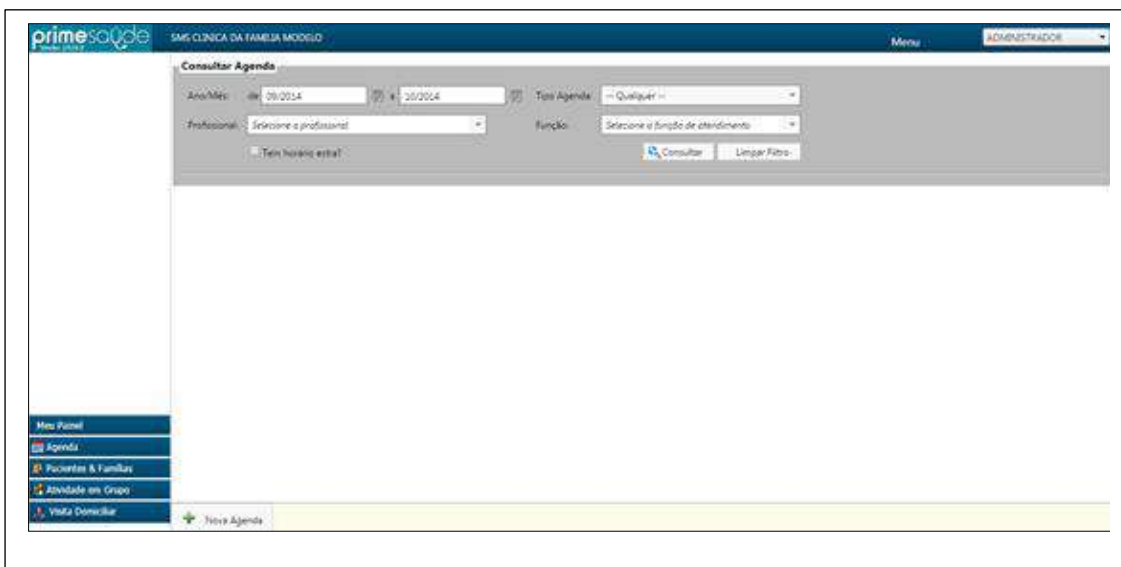 primesaúde SMS CLINICA DA FAMILIA MODELO Menu ADMINISTRADOR
Consultar Agenda
Ano/Mês: de 09/2014 a 10/2014 Tipo Agenda: -- Qualquer --
Profissional: Selecione o profissional Função: Selecione a função de atendimento
Tem horário extra? Consultar Limpar Filtro
Meu Painel
Agenda
Pacientes & Famílias
Atividade em Grupo
Visita Domiciliar
Nova Agenda